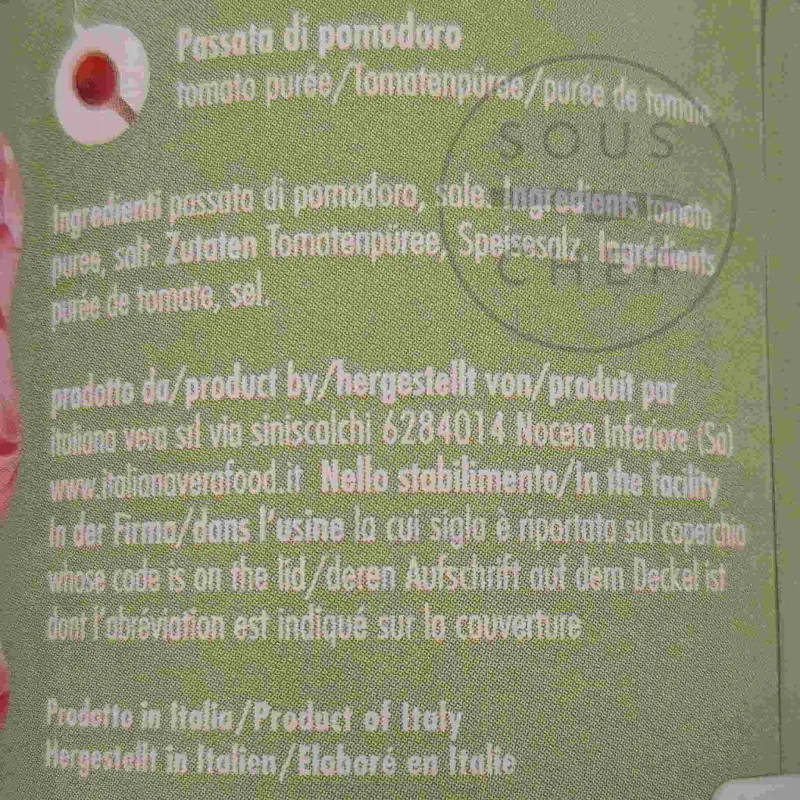 Passata di pomodoro
tomato purée/Tomatenpüree/purée de tomate
SOUS
CHEF
Ingredienti passata di pomodoro, sale. Ingredients tomato
puree, salt. Zutaten Tomatenpüree, Speisesalz. Ingrédients
purée de tomate, sel.
prodotto da/product by/hergestellt von/produit par
italiana vera srl via siniscalchi 6284014 Nocera Inferiore (Sa)
www.italianaverafood.it Nello stabilimento/In the facility
In der Firma/dans l'usine la cui sigla è riportata sul coperchio
whose code is on the lid/deren Aufschrift auf dem Deckel ist
dont l'abréviation est indiqué sur la couverture
Prodotto in Italia/Product of Italy
Hergestellt in Italien/Elaboré en Italie